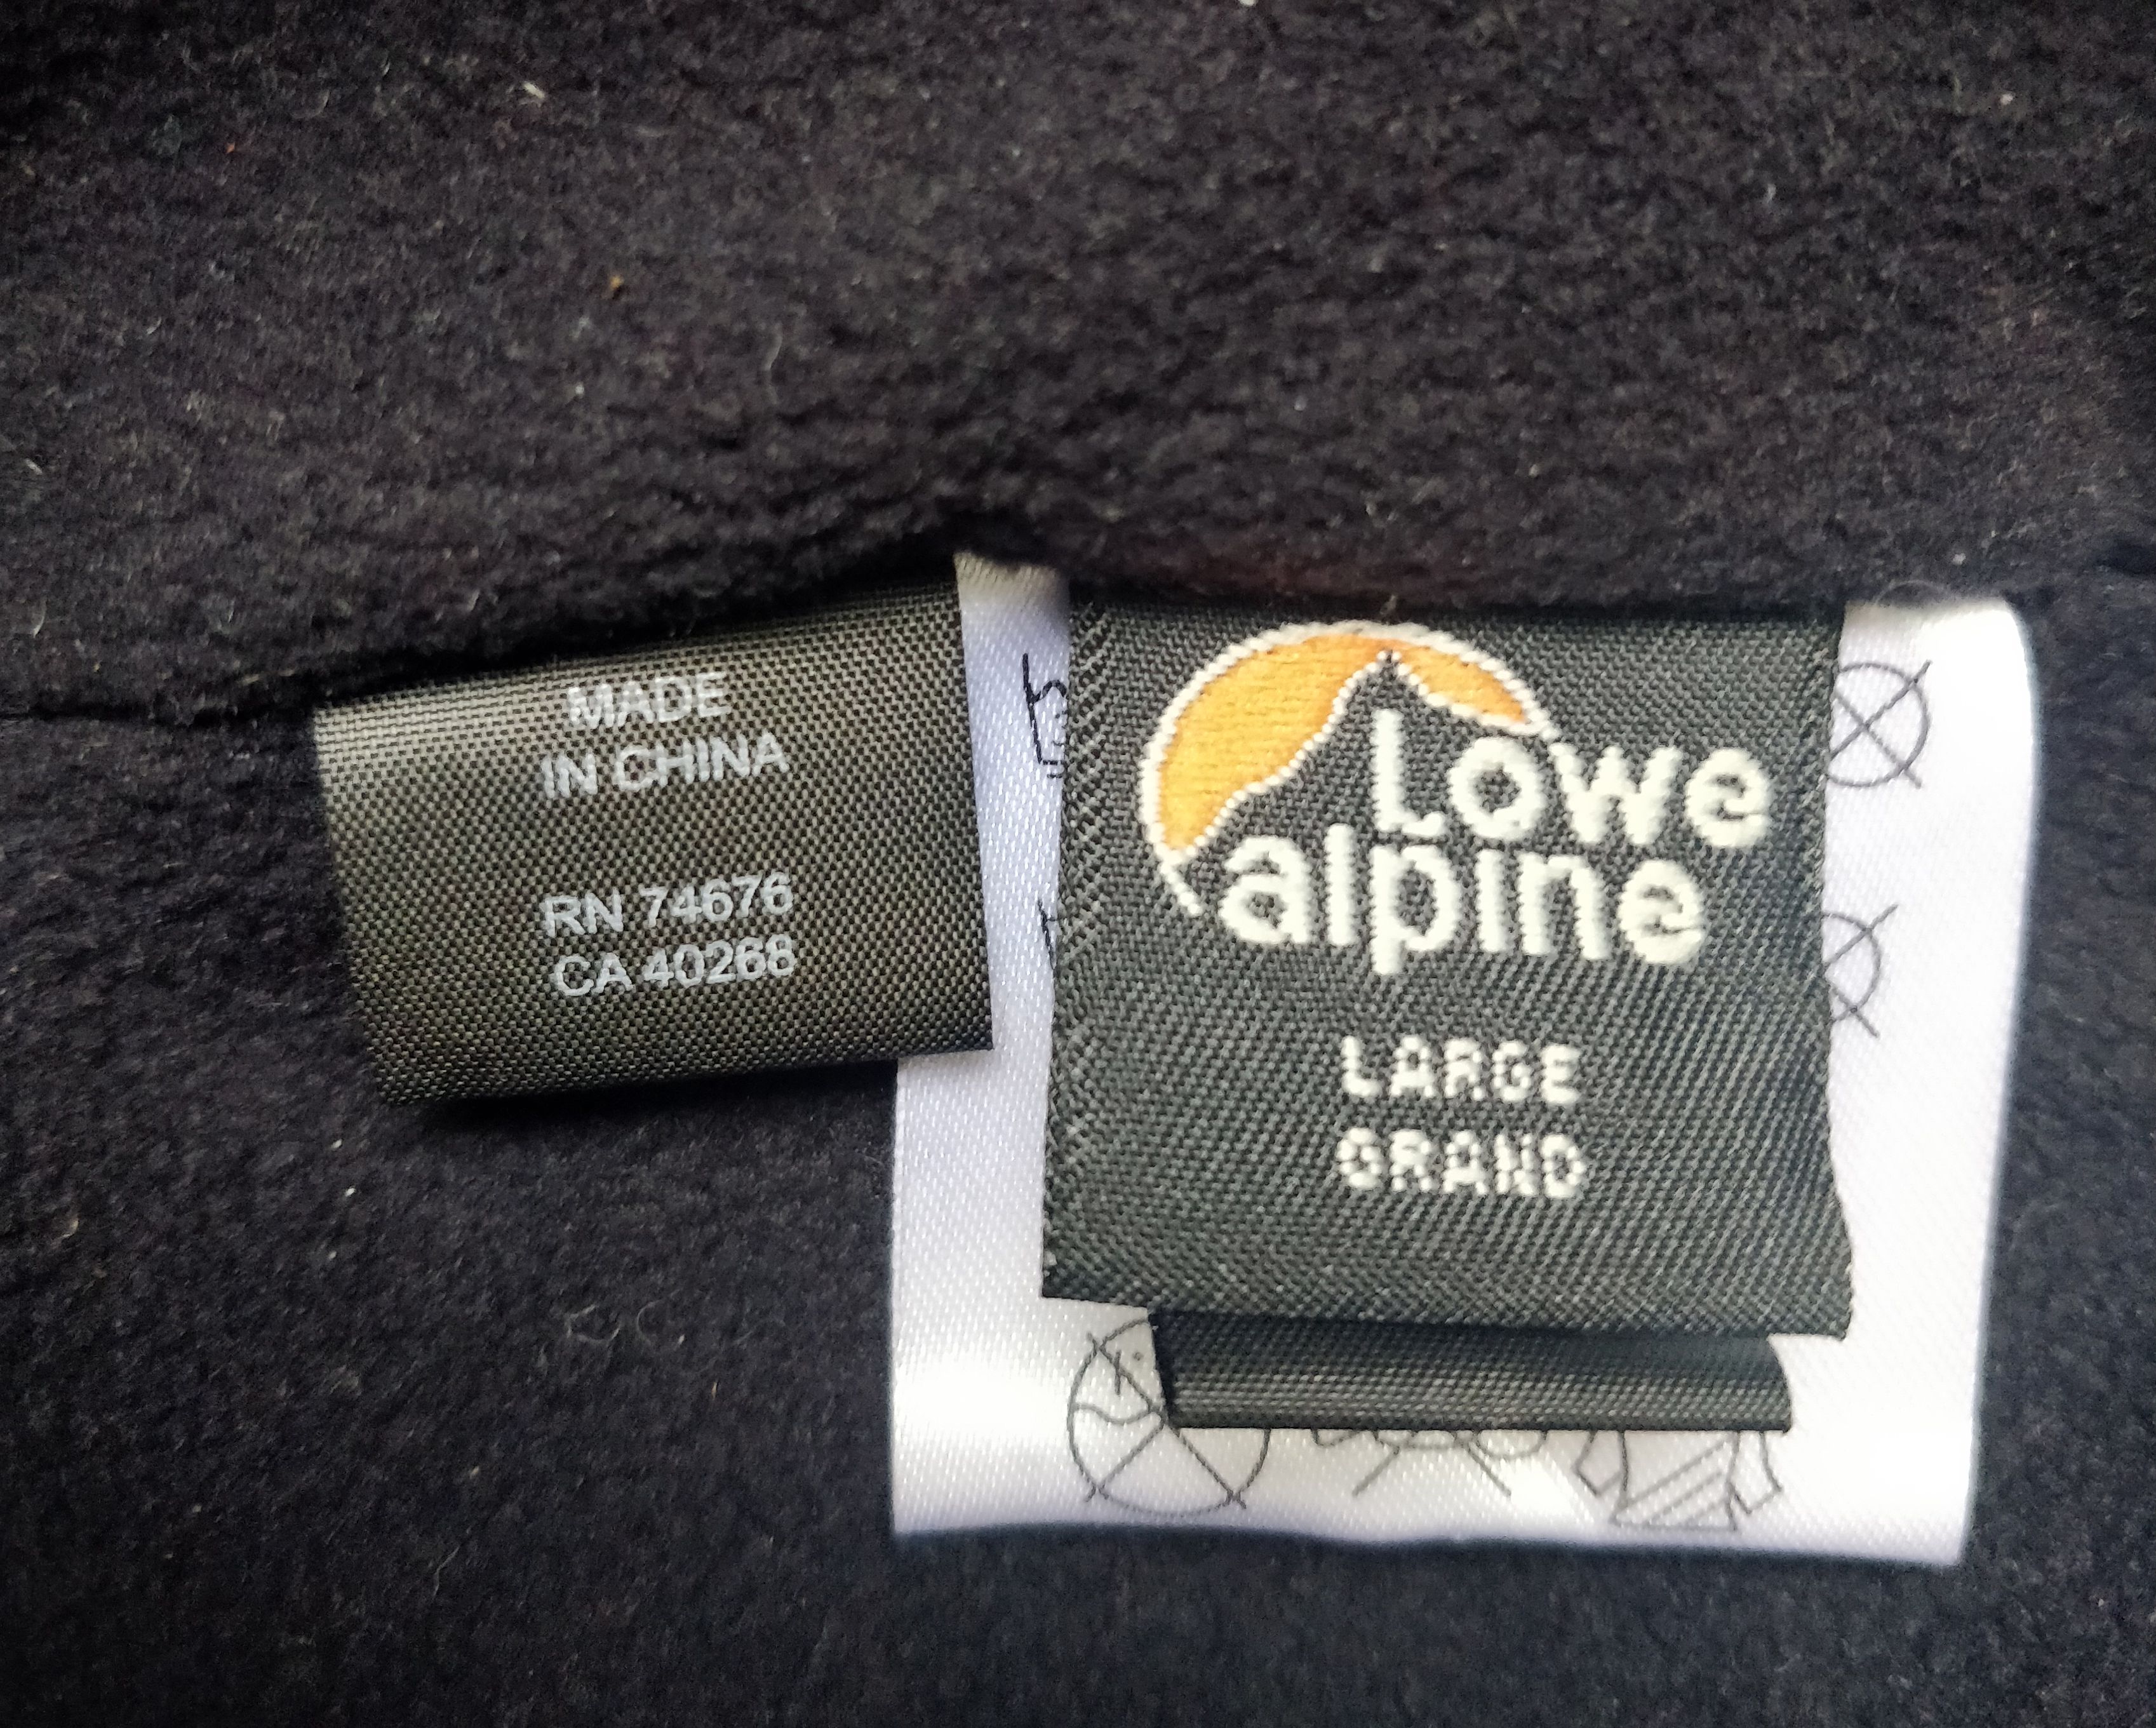 MADE
IN CHINA
RN 74676
CA 40268
Lowe
alpine
LARGE
GRAND